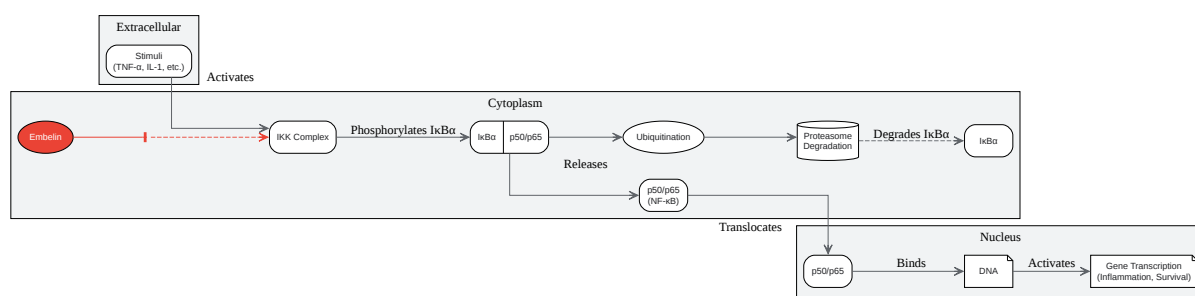 Extracellular
Stimuli
(TNF-α, IL-1, etc.)
Activates
Cytoplasm
Embelin
IKK Complex
Phosphorylates IκBα
IκBα
p50/p65
Ubiquitination
Proteasome
Degradation
Degrades IκBα
IκBα
Releases
p50/p65
(NF-κB)
Translocates
Nucleus
p50/p65
Binds
DNA
Activates
Gene Transcription
(Inflammation, Survival)